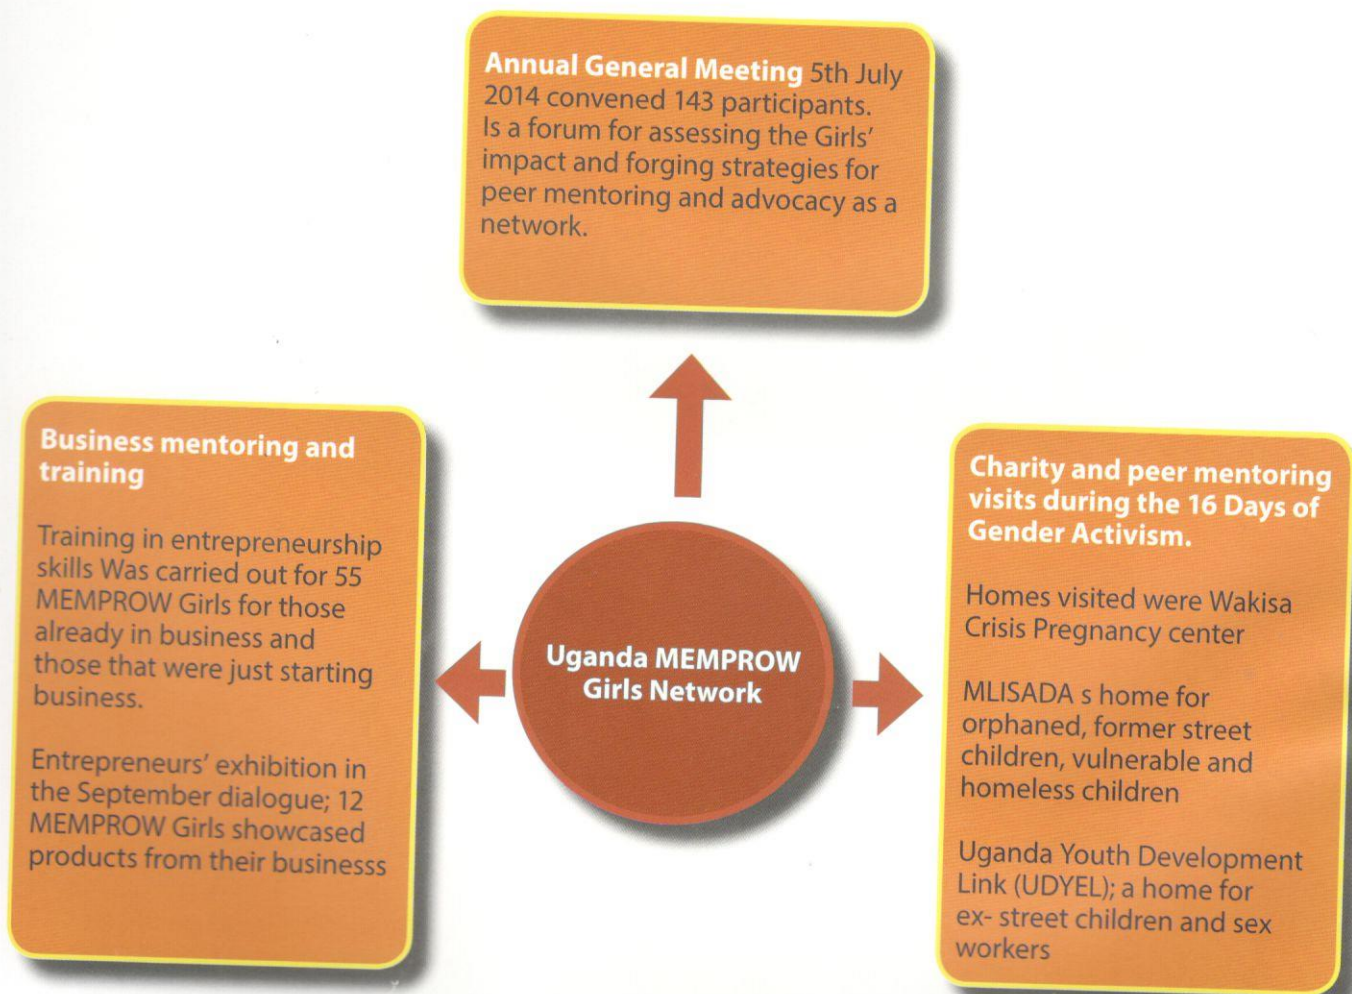 Annual General Meeting 5th July
2014 convened 143 participants.
Is a forum for assessing the Girls'
impact and forging strategies for
peer mentoring and advocacy as a
network.
Business mentoring and
training
Training in entrepreneurship
skills Was carried out for 55
MEMPROW Girls for those
already in business and
those that were just starting
business.
Entrepreneurs' exhibition in
the September dialogue; 12
MEMPROW Girls showcased
products from their businesss
Uganda MEMPROW
Girls Network
Charity and peer mentoring
visits during the 16 Days of
Gender Activism.
Homes visited were Wakisa
Crisis Pregnancy center
MLISADA s home for
orphaned, former street
children, vulnerable and
homeless children
Uganda Youth Development
Link (UDYEL); a home for
ex- street children and sex
workers